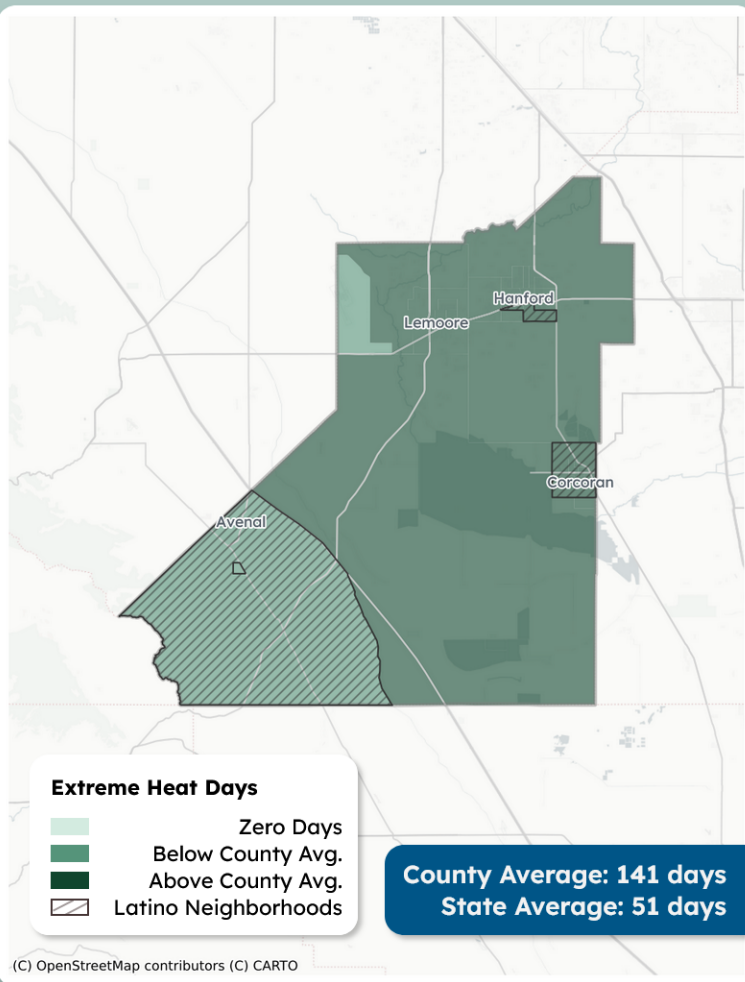 Hanford
Lemoore
Corcoran
Avenal
Extreme Heat Days
Zero Days
Below County Avg.
Above County Avg.
Latino Neighborhoods
County Average: 141 days
State Average: 51 days
(C) OpenStreetMap contributors (C) CARTO